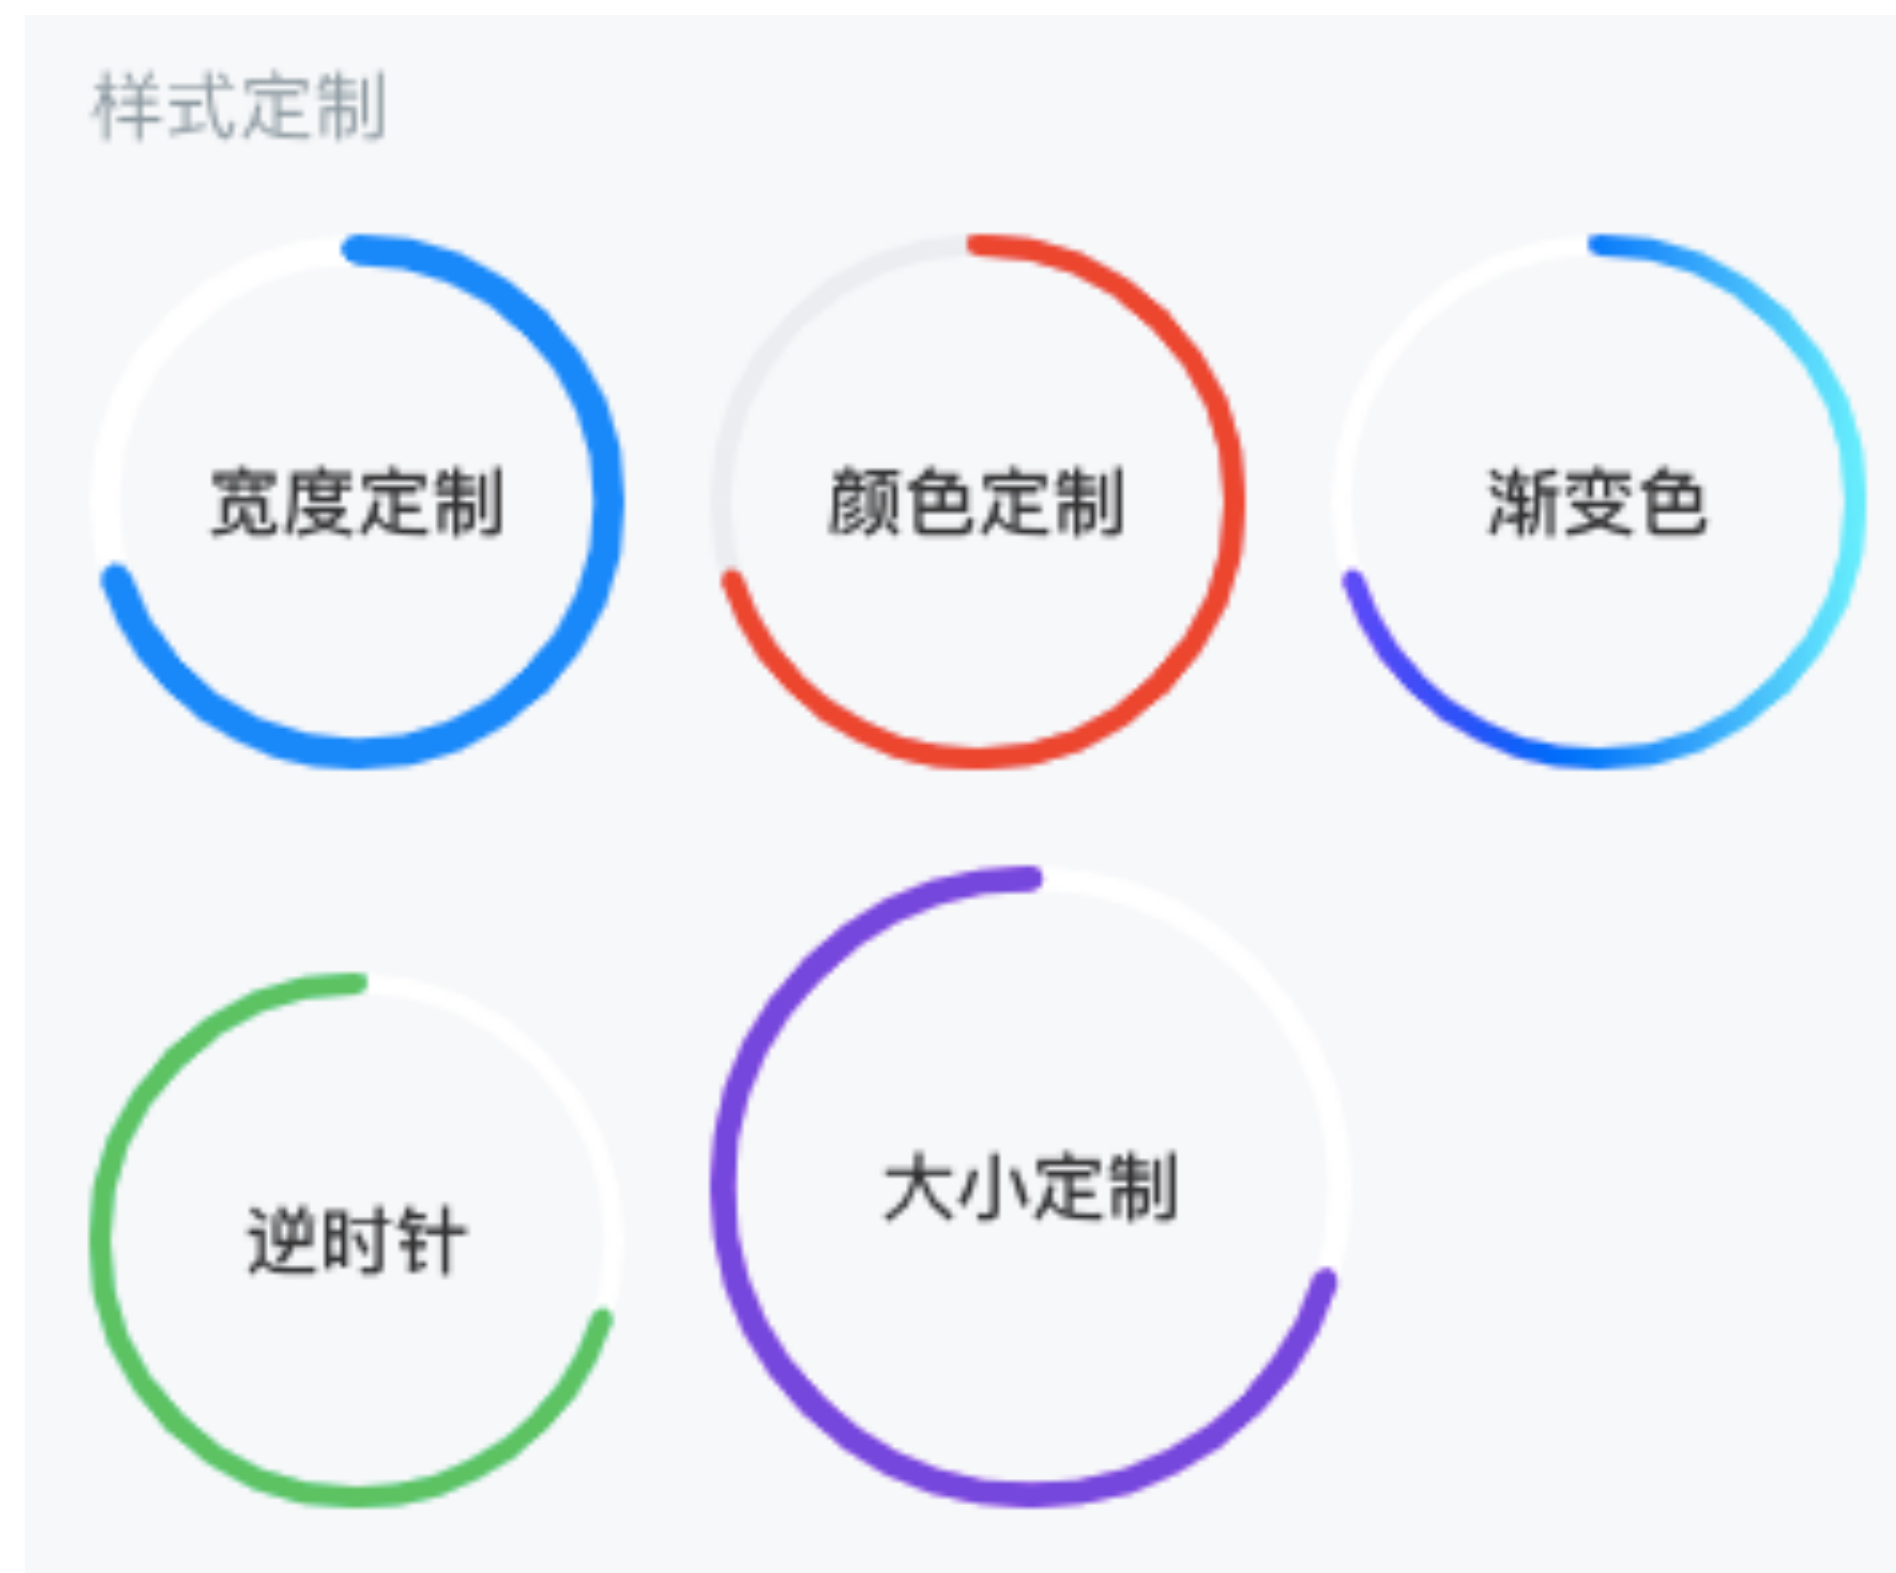 样式定制
宽度定制
颜色定制
渐变色
逆时针
大小定制